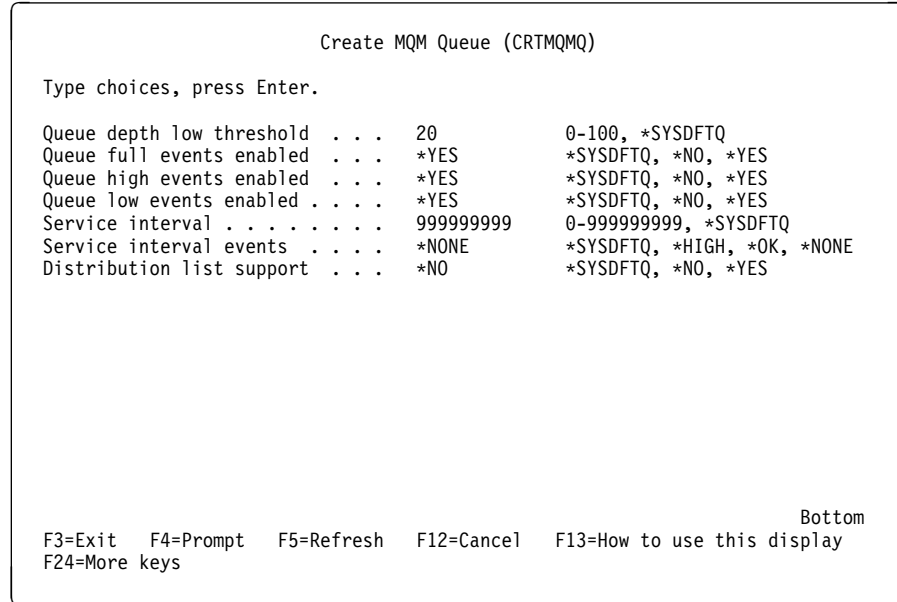 Create MQM Queue (CRTMQMQ)
Type choices, press Enter.
Queue depth low threshold . . . 20 0-100, *SYSDFTQ
Queue full events enabled . . . *YES *SYSDFTQ, *NO, *YES
Queue high events enabled . . . *YES *SYSDFTQ, *NO, *YES
Queue low events enabled . . . . *YES *SYSDFTQ, *NO, *YES
Service interval . . . . . . . . 999999999 0-999999999, *SYSDFTQ
Service interval events . . . . *NONE *SYSDFTQ, *HIGH, *OK, *NONE
Distribution list support . . . *NO *SYSDFTQ, *NO, *YES
Bottom
F3=Exit F4=Prompt F5=Refresh F12=Cancel F13=How to use this display
F24=More keys